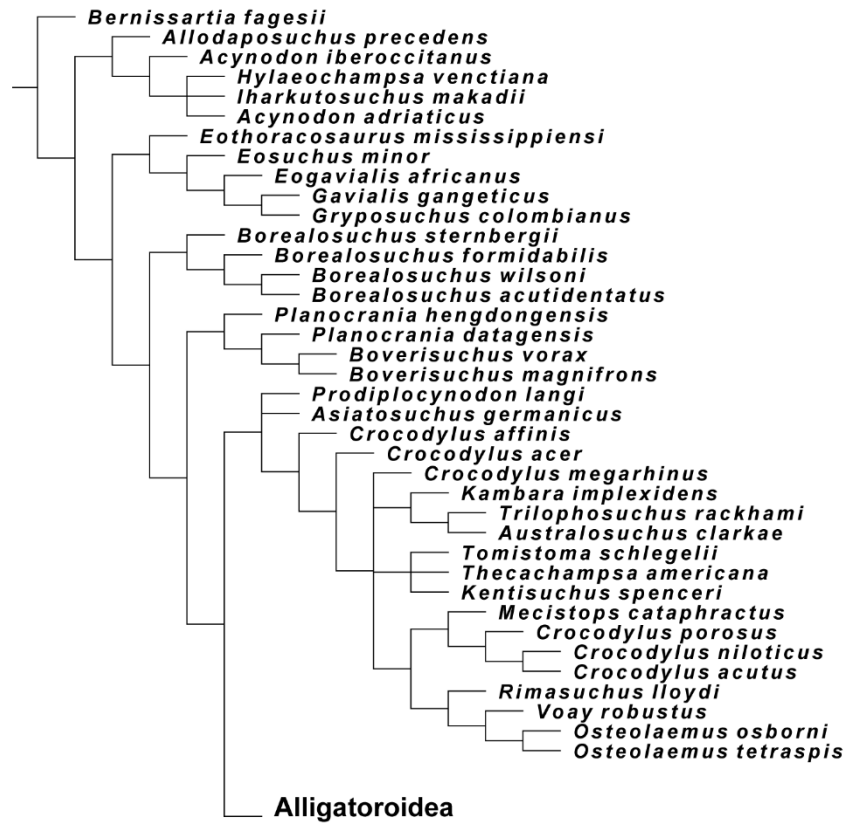 Bernissartia fagesii
Allodaposuchus precedens
Acynodon iberoccitanus
Hylaeochampsa venctiana
Iharkutosuchus makadii
Acynodon adriaticus
Eothoracosaurus mississippiensi
Eosuchus minor
Eogavialis africanus
Gavialis gangeticus
Gryposuchus colombianus
Borealosuchus sternbergii
Borealosuchus formidabilis
Borealosuchus wilsoni
Borealosuchus acutidentatus
Planocrania hengdongensis
Planocrania datagensis
Boverisuchus vorax
Boverisuchus magnifrons
Prodiplocynodon langi
Asiatosuchus germanicus
Crocodylus affinis
Crocodylus acer
Crocodylus megarhinus
Kambara implexidens
Trilophosuchus rackhami
Australosuchus clarkae
Tomistoma schlegelii
Thecachampsa americana
Kentisuchus spenceri
Mecistops cataphractus
Crocodylus porosus
Crocodylus niloticus
Crocodylus acutus
Rimasuchus lloydi
Voay robustus
Osteolaemus osborni
Osteolaemus tetraspis
Alligatoroidea